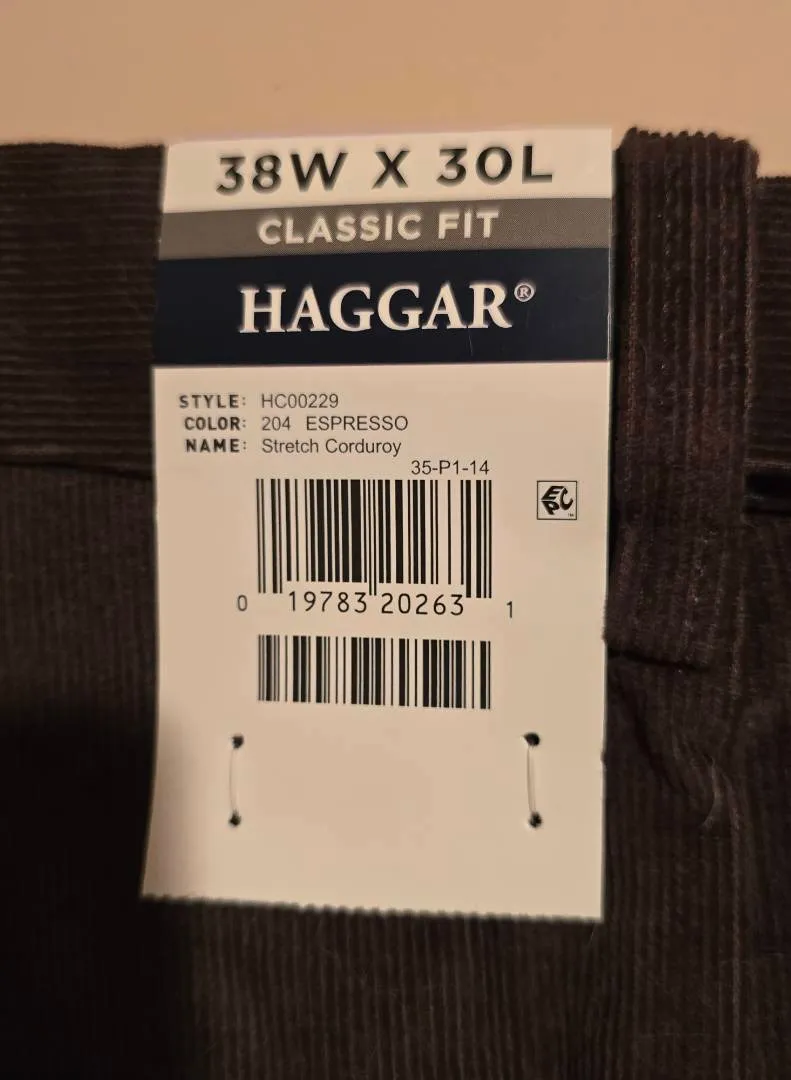 38W X 30L
CLASSIC FIT
HAGGAR®
STYLE: HC00229
COLOR: 204 ESPRESSO
NAME: Stretch Corduroy
35-P1-14
EPC™
0 19783 20263 1